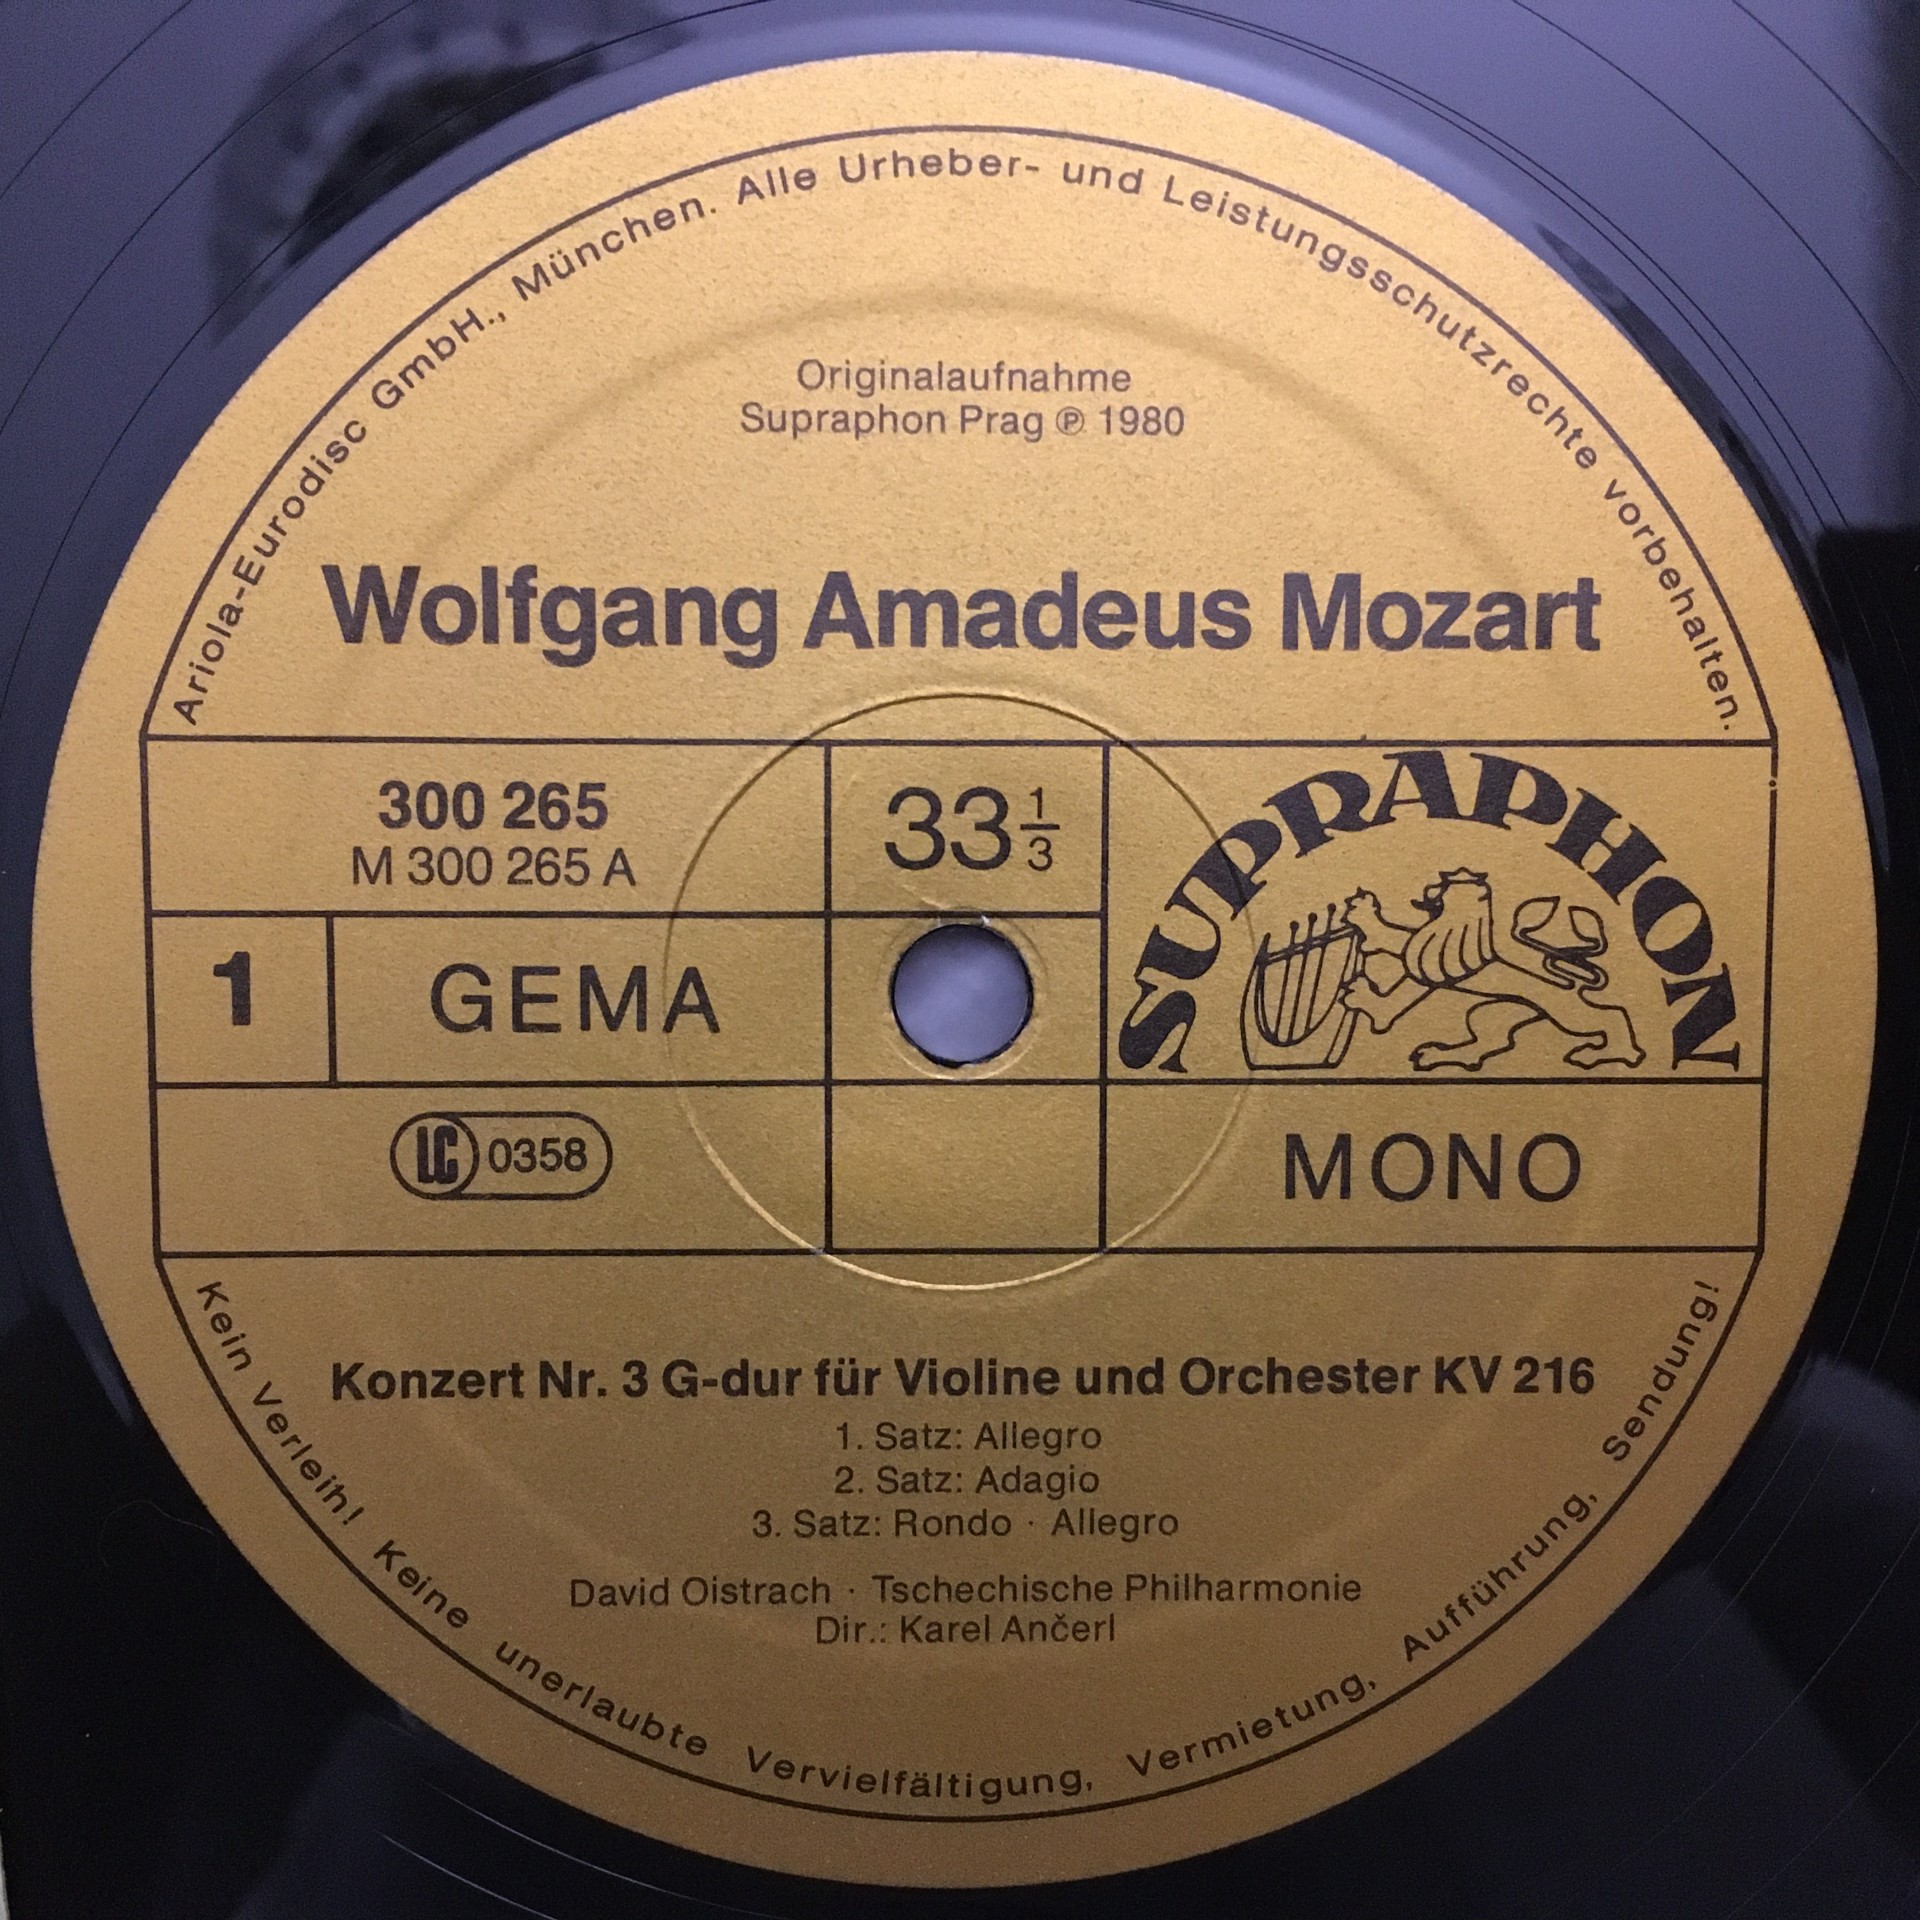 Ariola-Eurodisc GmbH., München. Alle Urheber- und Leistungsschutzrechte vorbehalten.
Originalaufnahme
Supraphon Prag ℗ 1980
Wolfgang Amadeus Mozart
300 265
M 300 265 A
33 1/3
SUPRAPHON
1
GEMA
LC 0358
MONO
Konzert Nr. 3 G-dur für Violine und Orchester KV 216
1. Satz: Allegro
2. Satz: Adagio
3. Satz: Rondo · Allegro
David Oistrach · Tschechische Philharmonie
Dir.: Karel Ančerl
Kein Verleih! Keine unerlaubte Vervielfältigung, Vermietung, Aufführung, Sendung!